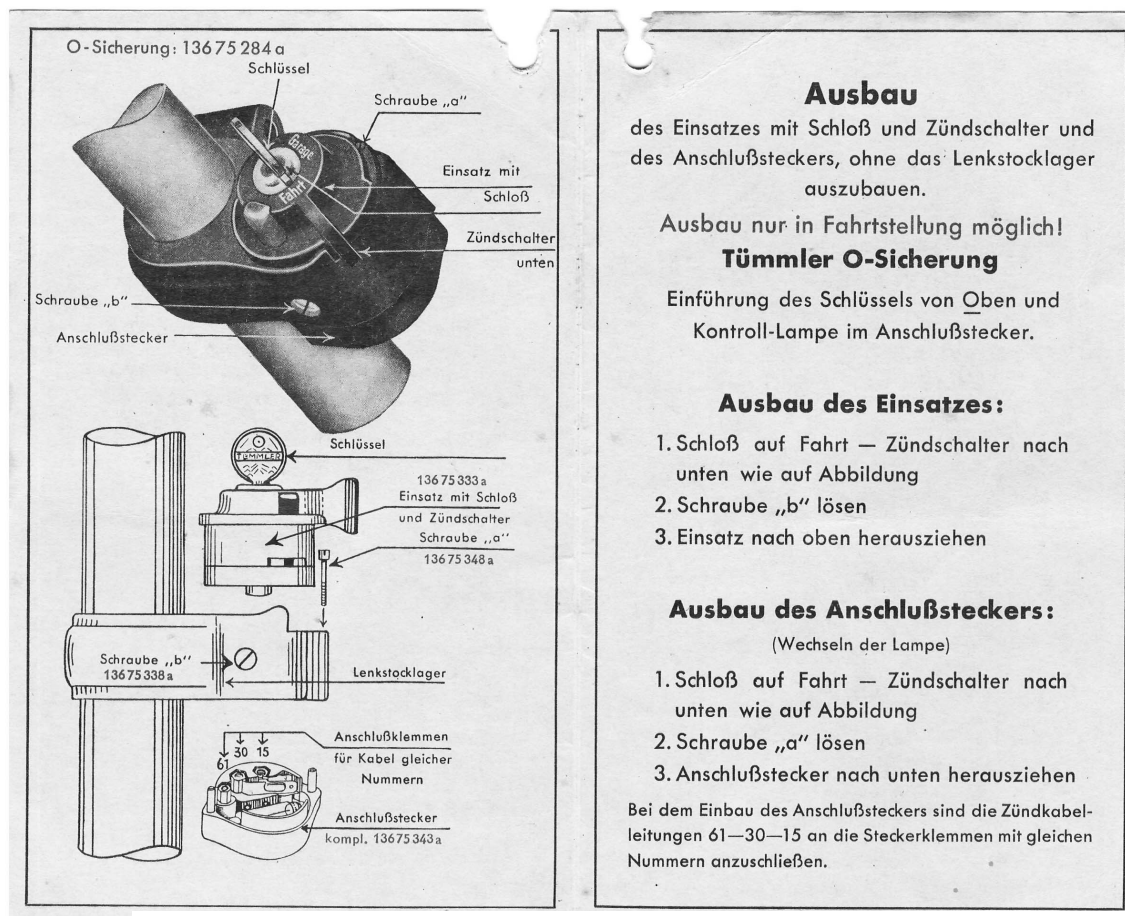 O-Sicherung: 13675284a
Schlüssel
Schraube „a"
Garage
Fahrt
Einsatz mit
Schloß
Zündschalter
unten
Schraube „b"
Anschlußstecker
Schlüssel
TÜMMLER
13675333a
Einsatz mit Schloß
und Zündschalter
Schraube „a"
13675348a
Schraube „b"
13675338a
Lenkstocklager
61 30 15
Anschlußklemmen
für Kabel gleicher
Nummern
Anschlußstecker
kompl. 13675343a
Ausbau
des Einsatzes mit Schloß und Zündschalter und
des Anschlußsteckers, ohne das Lenkstocklager
auszubauen.
Ausbau nur in Fahrtstellung möglich!
Tümmler O-Sicherung
Einführung des Schlüssels von Oben und
Kontroll-Lampe im Anschlußstecker.
Ausbau des Einsatzes:
1. Schloß auf Fahrt — Zündschalter nach
unten wie auf Abbildung
2. Schraube „b" lösen
3. Einsatz nach oben herausziehen
Ausbau des Anschlußsteckers:
(Wechseln der Lampe)
1. Schloß auf Fahrt — Zündschalter nach
unten wie auf Abbildung
2. Schraube „a" lösen
3. Anschlußstecker nach unten herausziehen
Bei dem Einbau des Anschlußsteckers sind die Zündkabel-
leitungen 61—30—15 an die Steckerklemmen mit gleichen
Nummern anzuschließen.